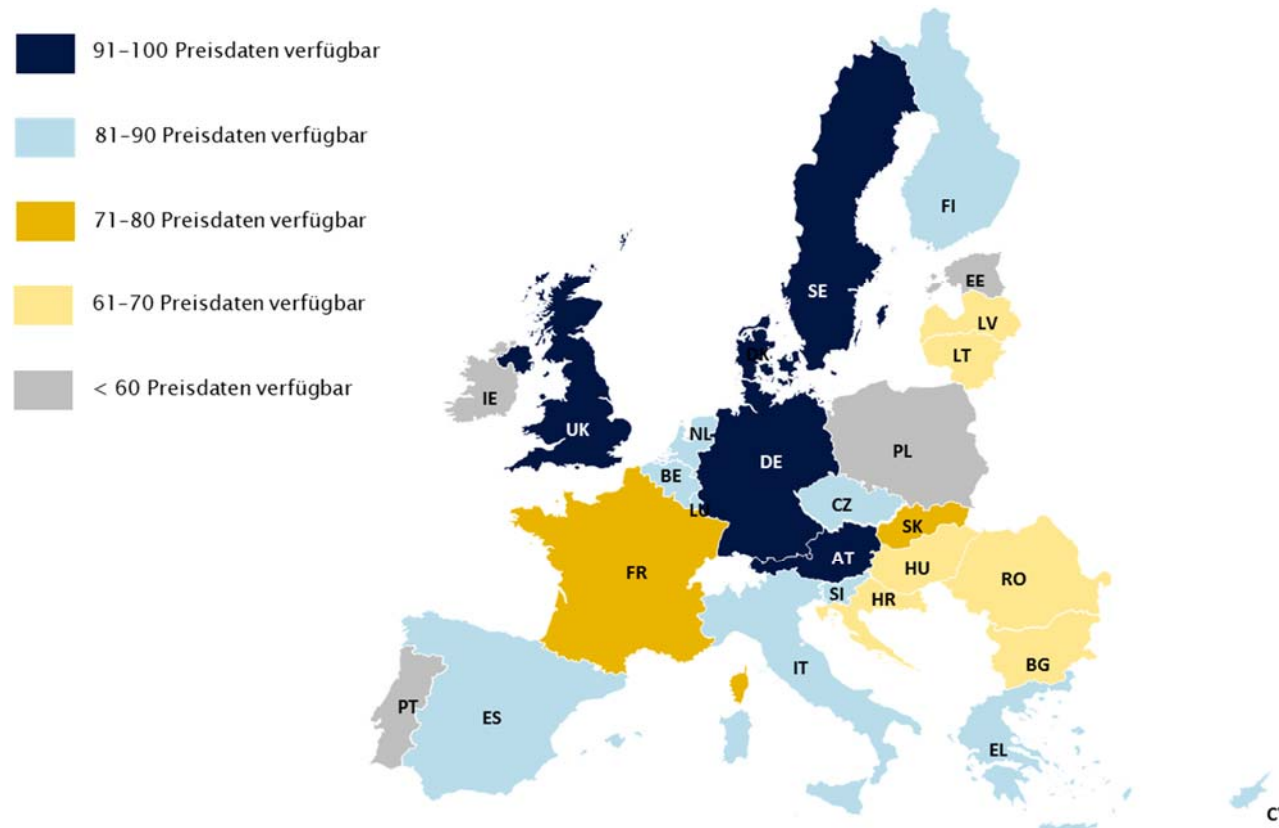 91–100 Preisdaten verfügbar
81–90 Preisdaten verfügbar
71–80 Preisdaten verfügbar
61–70 Preisdaten verfügbar
< 60 Preisdaten verfügbar
FI
SE
EE
LV
LT
DK
IE
UK
NL
DE
PL
BE
LU
CZ
SK
AT
FR
HU
RO
SI
HR
BG
IT
PT
ES
EL